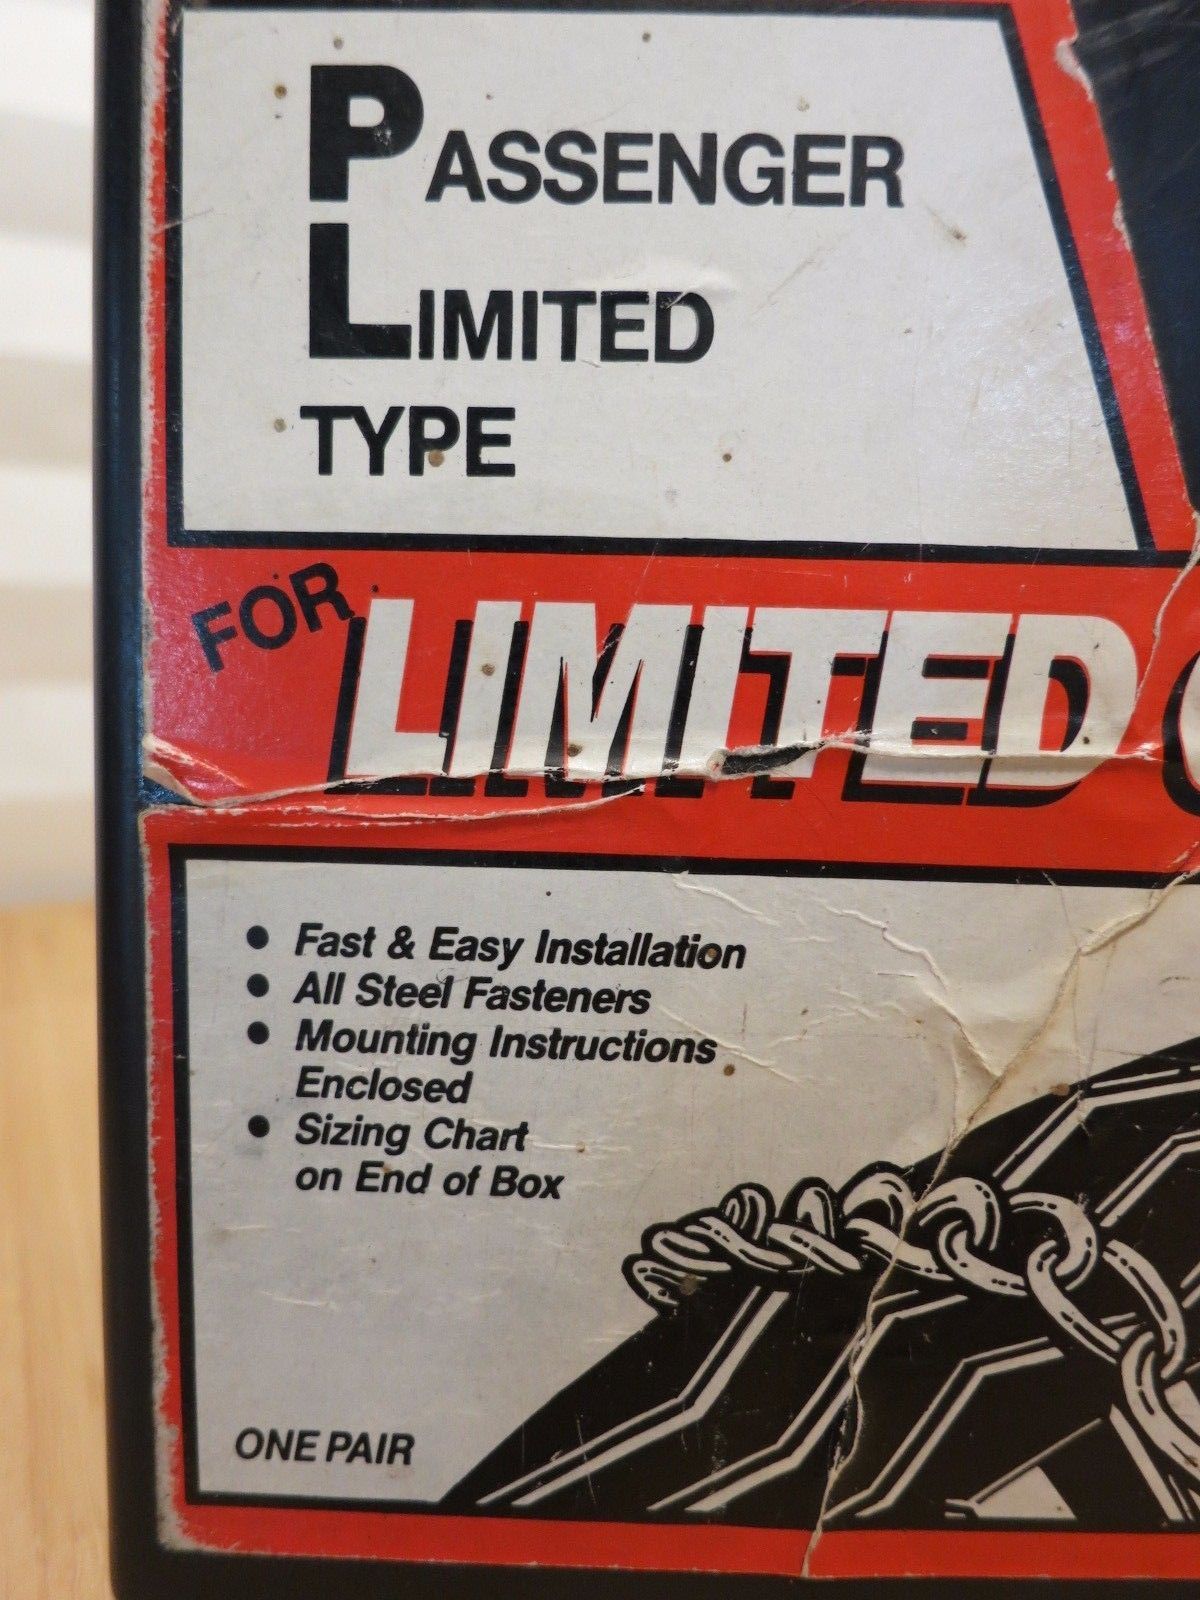 PASSENGER
LIMITED
TYPE
FOR LIMITED
• Fast & Easy Installation
• All Steel Fasteners
• Mounting Instructions
Enclosed
• Sizing Chart
on End of Box
ONE PAIR